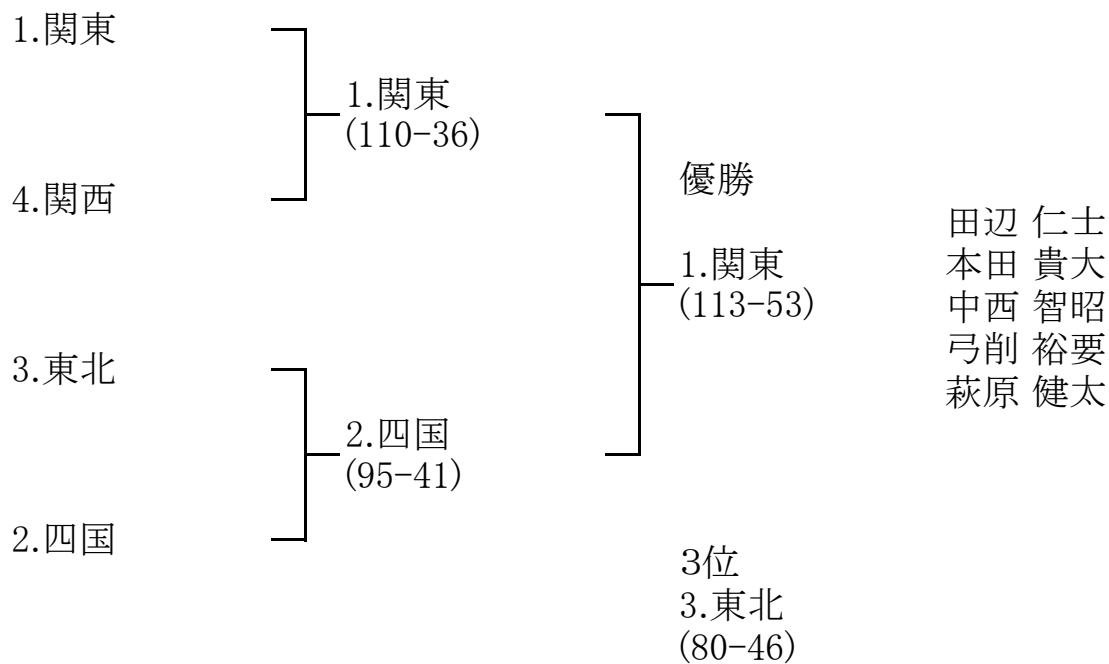 1.関東
4.関西
3.東北
2.四国
1.関東
(110-36)
2.四国
(95-41)
優勝
1.関東
(113-53)
3位
3.東北
(80-46)
田辺 仁士
本田 貴大
中西 智昭
弓削 裕要
萩原 健太